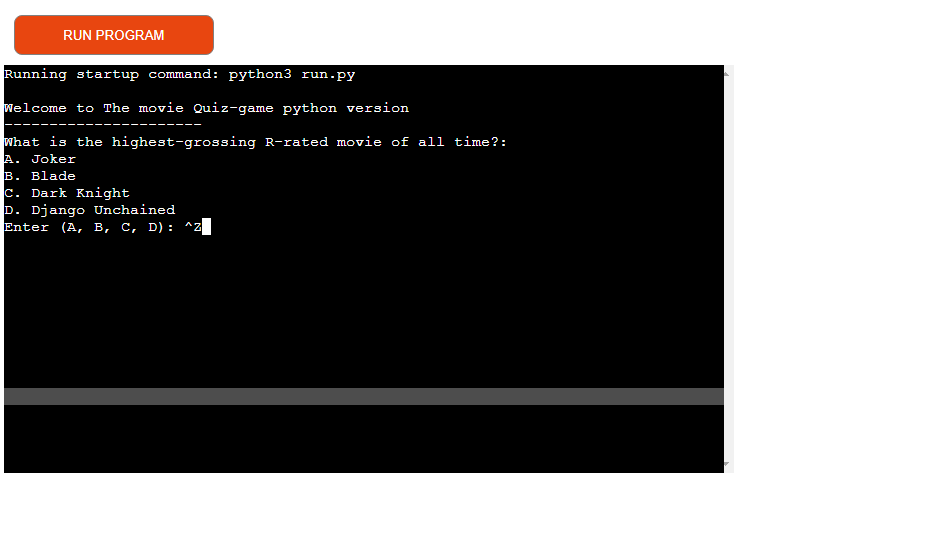 RUN PROGRAM
Running startup command: python3 run.py
Welcome to The movie Quiz-game python version
----------------------
What is the highest-grossing R-rated movie of all time?:
A. Joker
B. Blade
C. Dark Knight
D. Django Unchained
Enter (A, B, C, D): ^Z